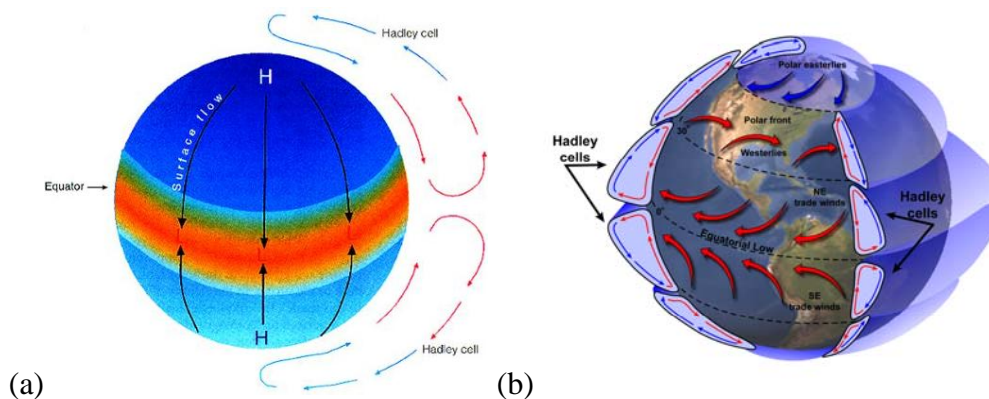 Hadley cell
H
Surface flow
Equator
H
Hadley cell
(a)
Polar easterlies
Polar front
30°
Westerlies
Hadley
cells
NE
trade winds
Hadley
cells
0°
Equatorial Low
SE
trade winds
(b)